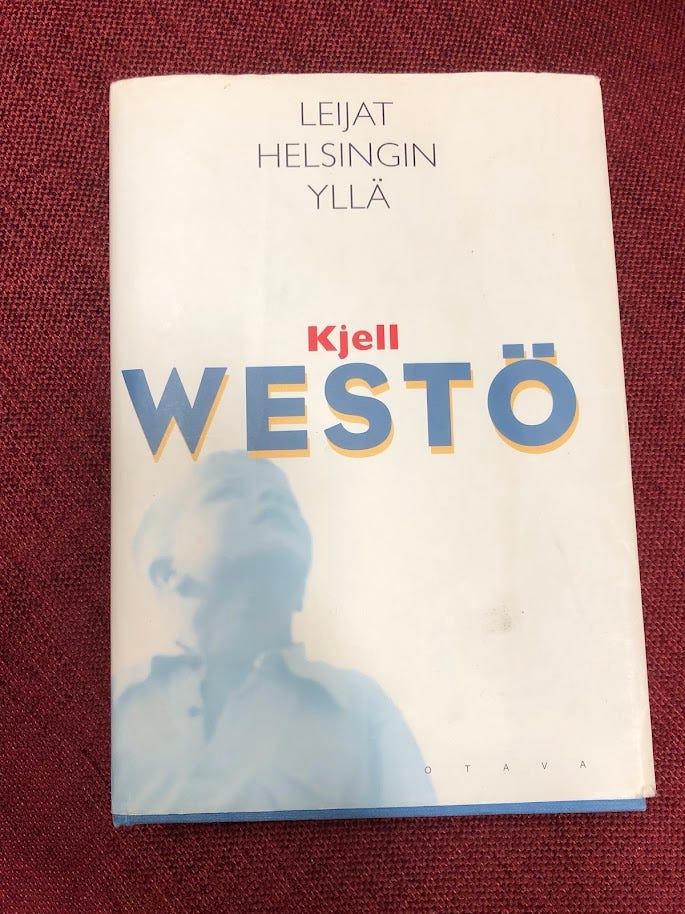 LEIJAT
HELSINGIN
YLLÄ
Kjell
WESTÖ
OTAVA